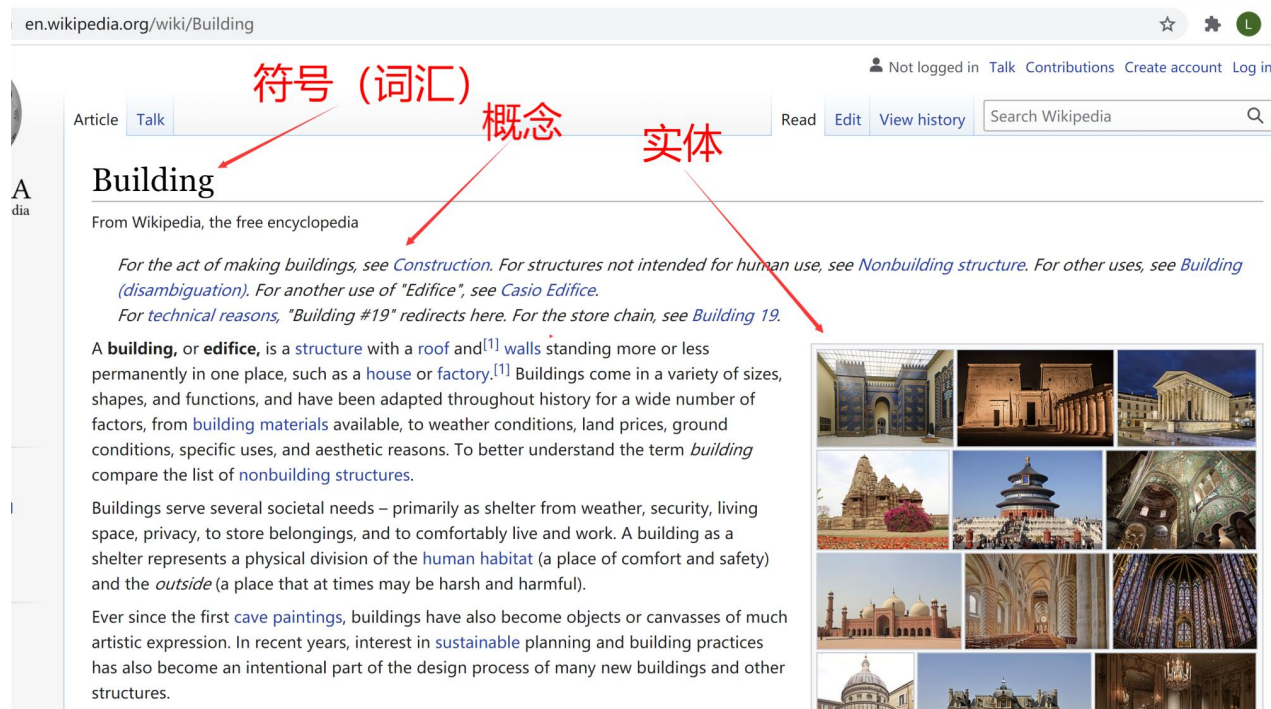 en.wikipedia.org/wiki/Building
L
Not logged in Talk Contributions Create account Log in
符号（词汇）
概念
实体
Article Talk
Read Edit View history Search Wikipedia
A
dia
Building
From Wikipedia, the free encyclopedia
For the act of making buildings, see Construction. For structures not intended for human use, see Nonbuilding structure. For other uses, see Building
(disambiguation). For another use of "Edifice", see Casio Edifice.
For technical reasons, "Building #19" redirects here. For the store chain, see Building 19.
A building, or edifice, is a structure with a roof and[1] walls standing more or less
permanently in one place, such as a house or factory.[1] Buildings come in a variety of sizes,
shapes, and functions, and have been adapted throughout history for a wide number of
factors, from building materials available, to weather conditions, land prices, ground
conditions, specific uses, and aesthetic reasons. To better understand the term building
compare the list of nonbuilding structures.
Buildings serve several societal needs – primarily as shelter from weather, security, living
space, privacy, to store belongings, and to comfortably live and work. A building as a
shelter represents a physical division of the human habitat (a place of comfort and safety)
and the outside (a place that at times may be harsh and harmful).
Ever since the first cave paintings, buildings have also become objects or canvasses of much
artistic expression. In recent years, interest in sustainable planning and building practices
has also become an intentional part of the design process of many new buildings and other
structures.